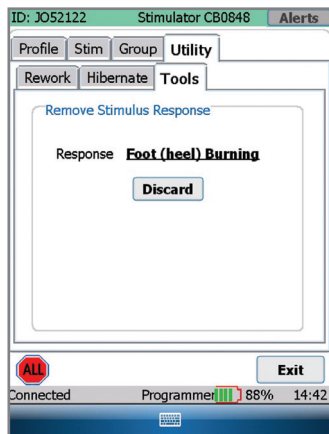 ID: JO52122 Stimulator CB0848 Alerts
Profile Stim Group Utility
Rework Hibernate Tools
Remove Stimulus Response
Response Foot (heel) Burning
Discard
ALL Exit
Connected Programmer 88% 14:42